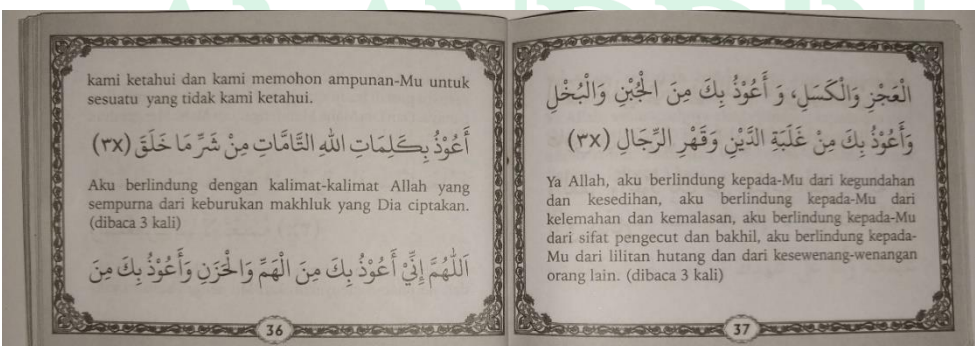 kami ketahui dan kami memohon ampunan-Mu untuk
sesuatu yang tidak kami ketahui.
أَعُوْذُ بِكَلِمَاتِ اللهِ التَّامَّاتِ مِنْ شَرِّ مَا خَلَقَ (٣X)
Aku berlindung dengan kalimat-kalimat Allah yang
sempurna dari keburukan makhluk yang Dia ciptakan.
(dibaca 3 kali)
اَللّٰهُمَّ إِنِّيْ أَعُوْذُ بِكَ مِنَ الْهَمِّ وَالْحَزَنِ وَأَعُوْذُ بِكَ مِنَ
36
الْعَجْزِ وَالْكَسَلِ، وَ أَعُوْذُ بِكَ مِنَ الْجُبْنِ وَالْبُخْلِ
وَأَعُوْذُ بِكَ مِنْ غَلَبَةِ الدَّيْنِ وَقَهْرِ الرِّجَالِ (٣X)
Ya Allah, aku berlindung kepada-Mu dari kegundahan
dan kesedihan, aku berlindung kepada-Mu dari
kelemahan dan kemalasan, aku berlindung kepada-Mu
dari sifat pengecut dan bakhil, aku berlindung kepada-
Mu dari lilitan hutang dan dari kesewenang-wenangan
orang lain. (dibaca 3 kali)
37